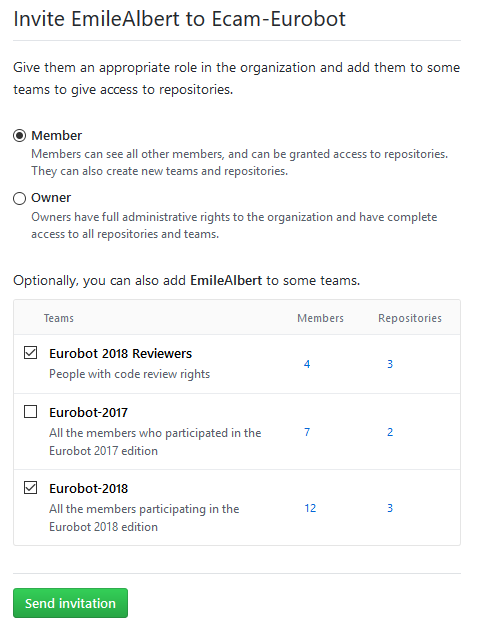 Invite EmileAlbert to Ecam-Eurobot
Give them an appropriate role in the organization and add them to some
teams to give access to repositories.
Member
Members can see all other members, and can be granted access to repositories.
They can also create new teams and repositories.
Owner
Owners have full administrative rights to the organization and have complete
access to all repositories and teams.
Optionally, you can also add EmileAlbert to some teams.
Teams Members Repositories
Eurobot 2018 Reviewers
People with code review rights
4 3
Eurobot-2017
All the members who participated in the
Eurobot 2017 edition
7 2
Eurobot-2018
All the members participating in the
Eurobot 2018 edition
12 3
Send invitation